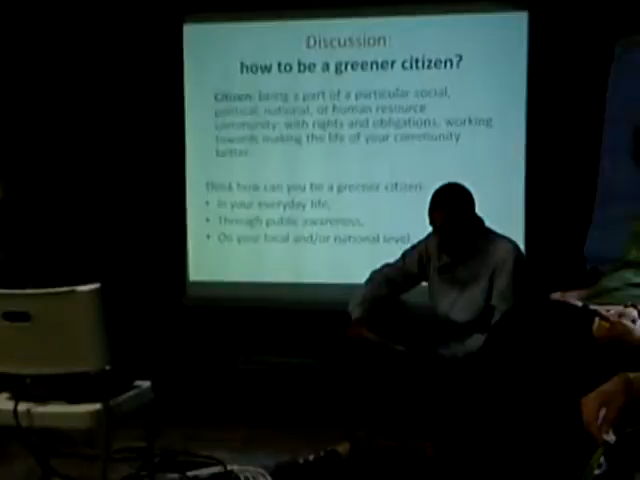 Discussion:
how to be a greener citizen?
Citizen: being a part of a particular social,
political, national, or human resource
community; with rights and obligations, working
towards making the life of your community
better.
Think how can you be a greener citizen:
• In your everyday life,
• Through public awareness,
• On your local and/or national level